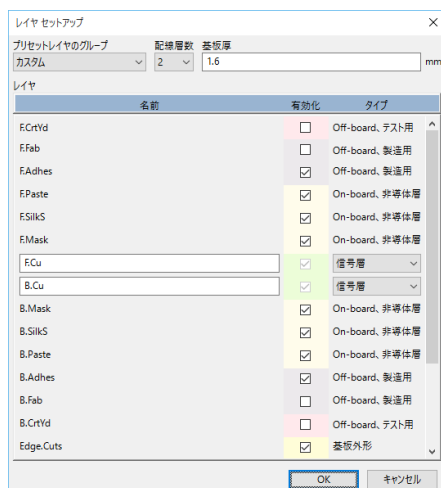 レイヤ セットアップ
プリセットレイヤのグループ 配線層数 基板厚
カスタム 2 1.6 mm
レイヤ
名前 有効化 タイプ
F.CrtYd Off-board、テスト用
F.Fab Off-board、製造用
F.Adhes Off-board、製造用
F.Paste On-board、非導体層
F.SilkS On-board、非導体層
F.Mask On-board、非導体層
F.Cu 信号層
B.Cu 信号層
B.Mask On-board、非導体層
B.SilkS On-board、非導体層
B.Paste On-board、非導体層
B.Adhes Off-board、製造用
B.Fab Off-board、製造用
B.CrtYd Off-board、テスト用
Edge.Cuts 基板外形
OK キャンセル